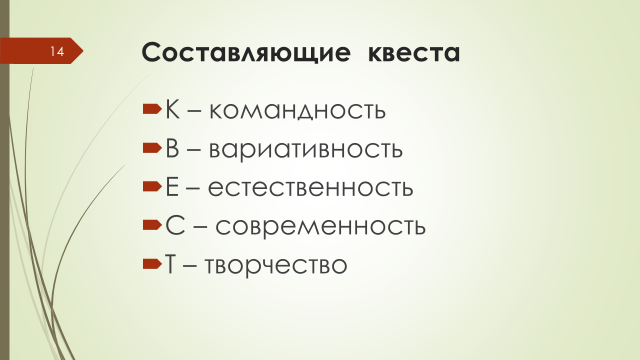 14
Составляющие квеста
К – командность
В – вариативность
Е – естественность
С – современность
Т – творчество